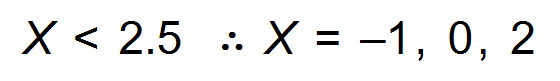 X < 2.5 ∴ X = –1, 0, 2